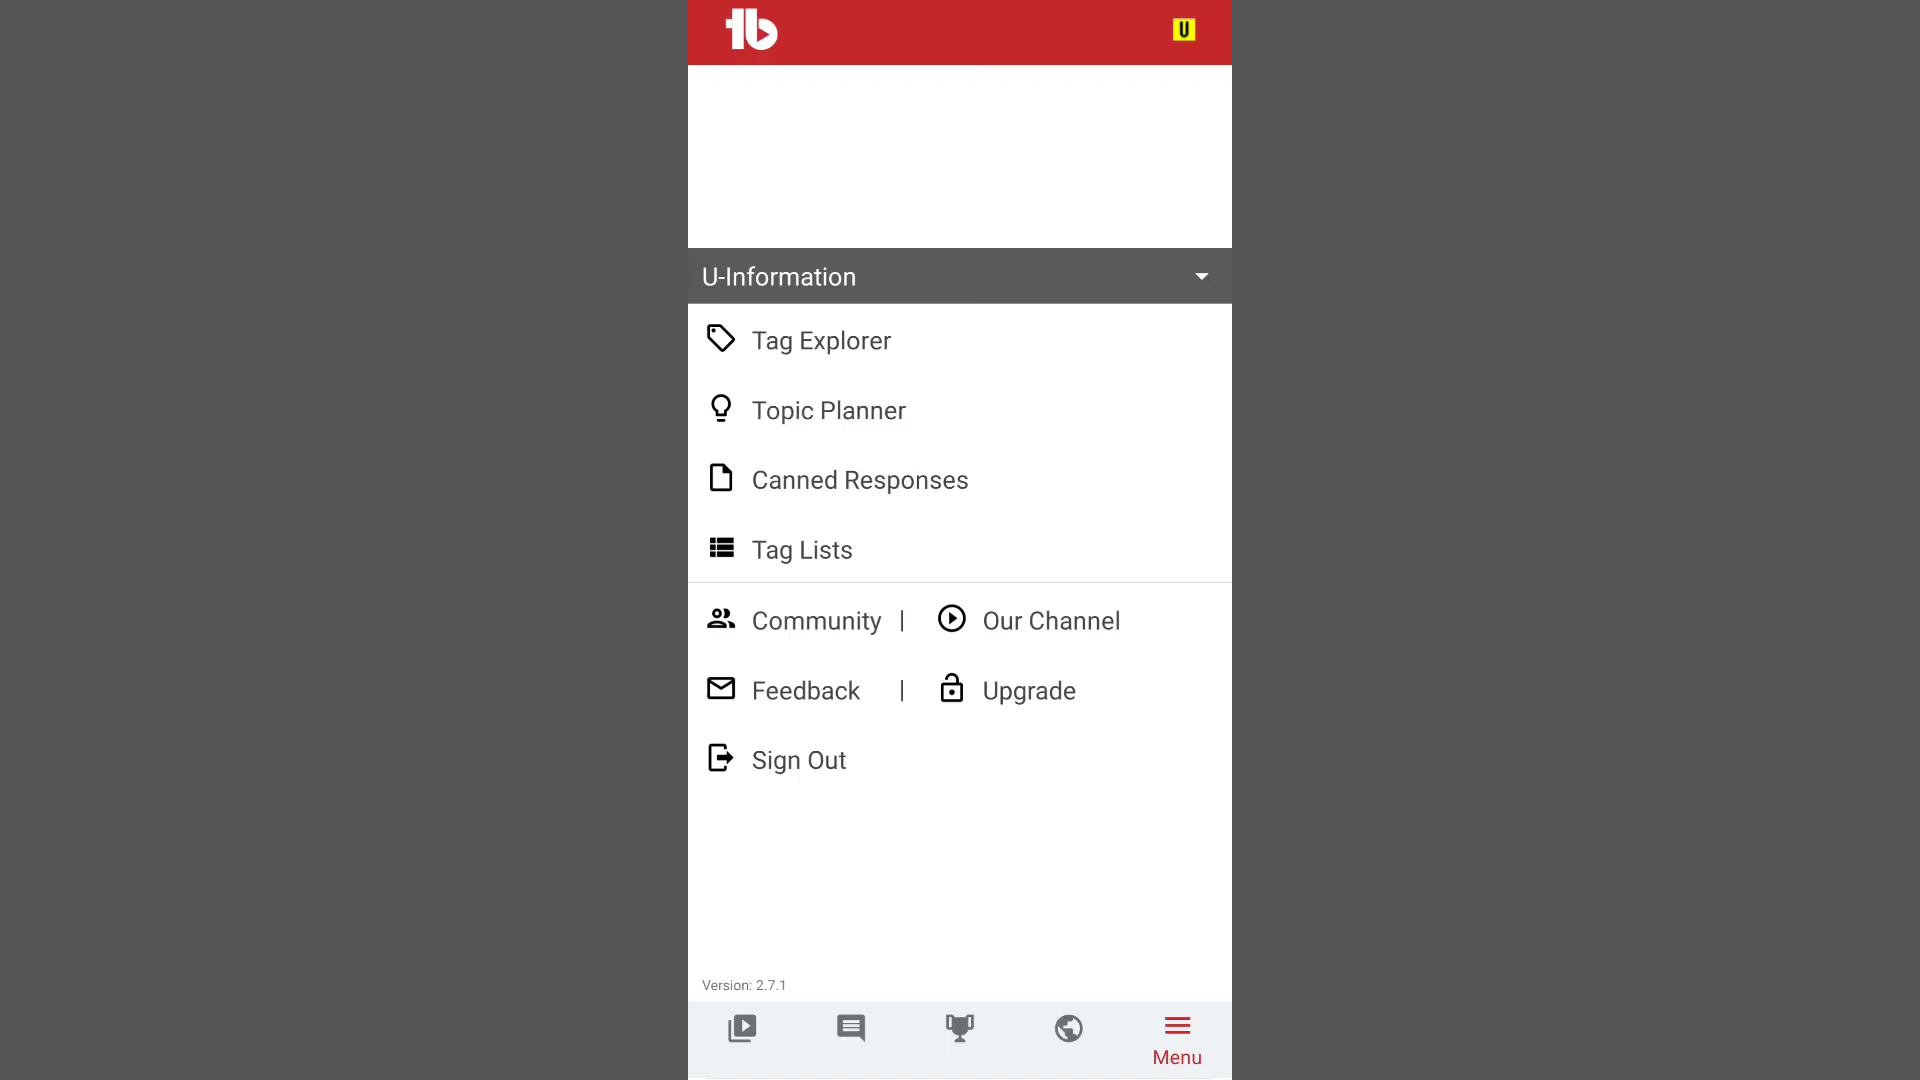 tb
U
U-Information
Tag Explorer
Topic Planner
Canned Responses
Tag Lists
Community | Our Channel
Feedback | Upgrade
Sign Out
Version: 2.7.1
Menu